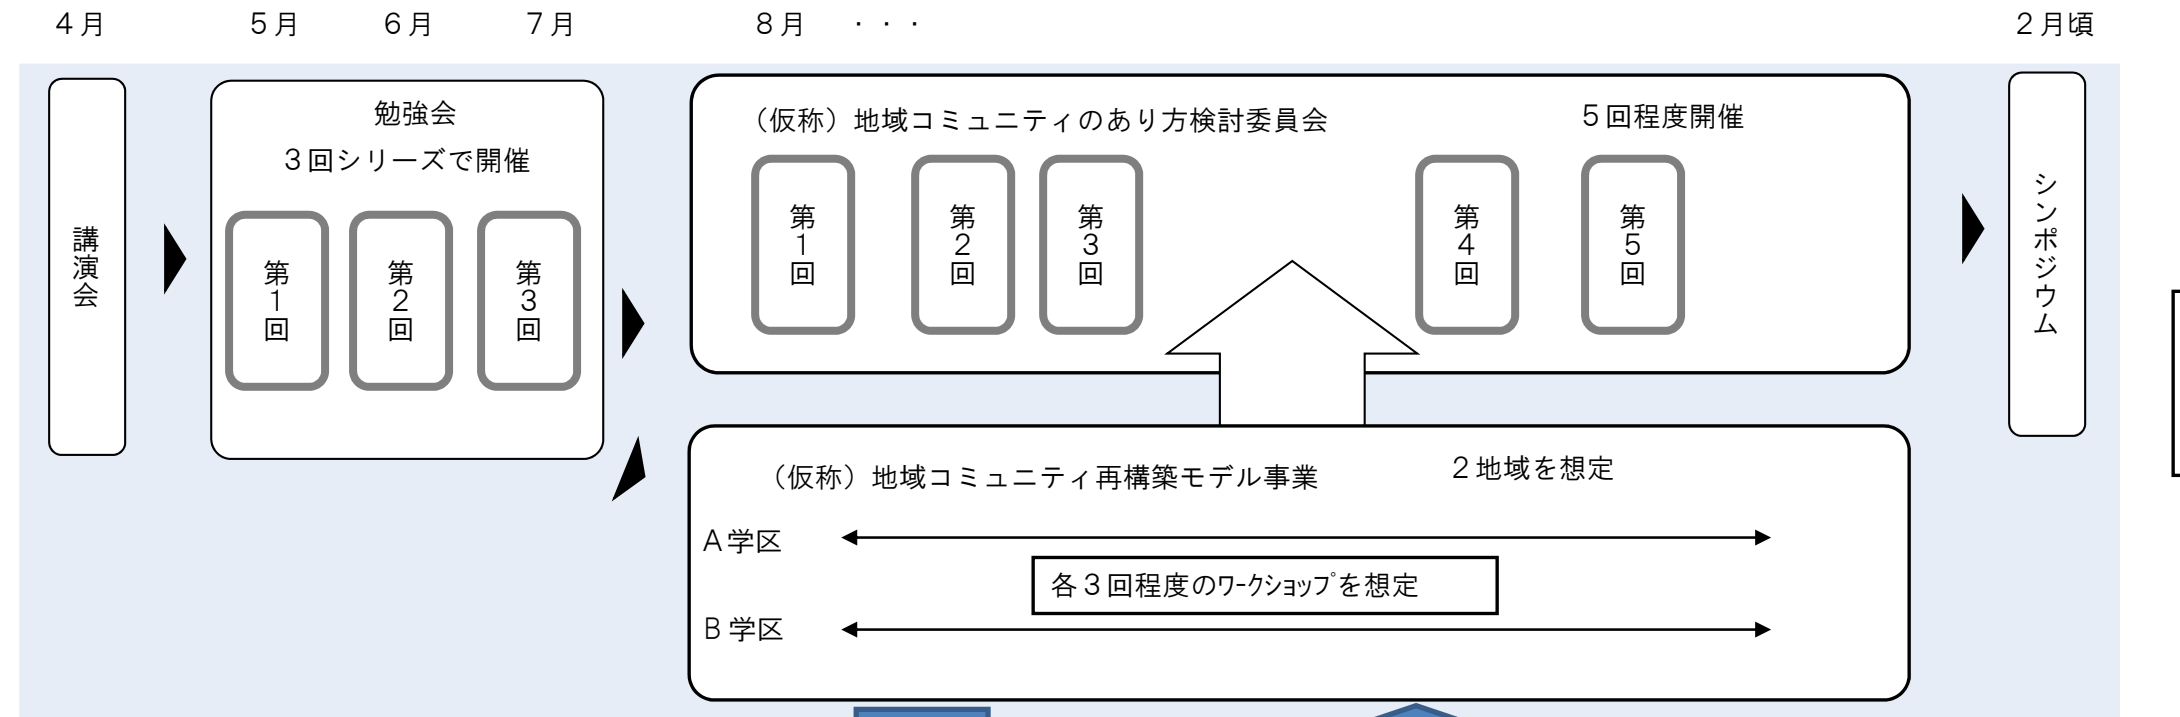 ４月 ５月 ６月 ７月 ８月 ・・・ ２月頃
講演会
勉強会
３回シリーズで開催
第１回
第２回
第３回
（仮称）地域コミュニティのあり方検討委員会 ５回程度開催
第１回
第２回
第３回
第４回
第５回
シンポジウム
（仮称）地域コミュニティ再構築モデル事業 ２地域を想定
Ａ学区
各３回程度のﾜｰｸｼｮｯﾌﾟを想定
Ｂ学区